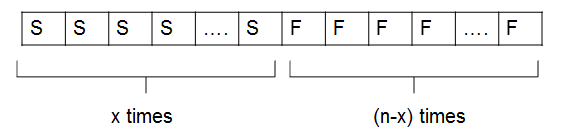 S S S S .... S F F F F .... F
x times (n-x) times